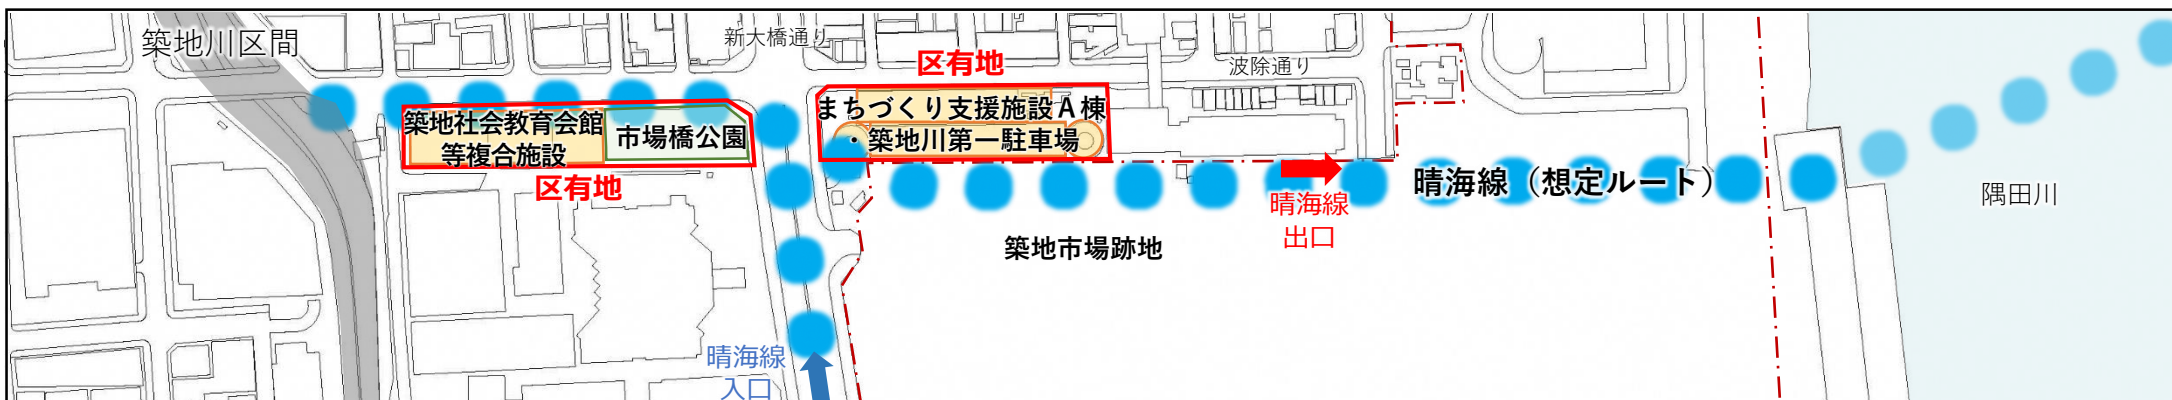 築地川区間
新大橋通り
区有地
波除通り
築地社会教育会館
等複合施設
市場橋公園
まちづくり支援施設A棟
・築地川第一駐車場
区有地
晴海線（想定ルート）
隅田川
晴海線
出口
築地市場跡地
晴海線
入口